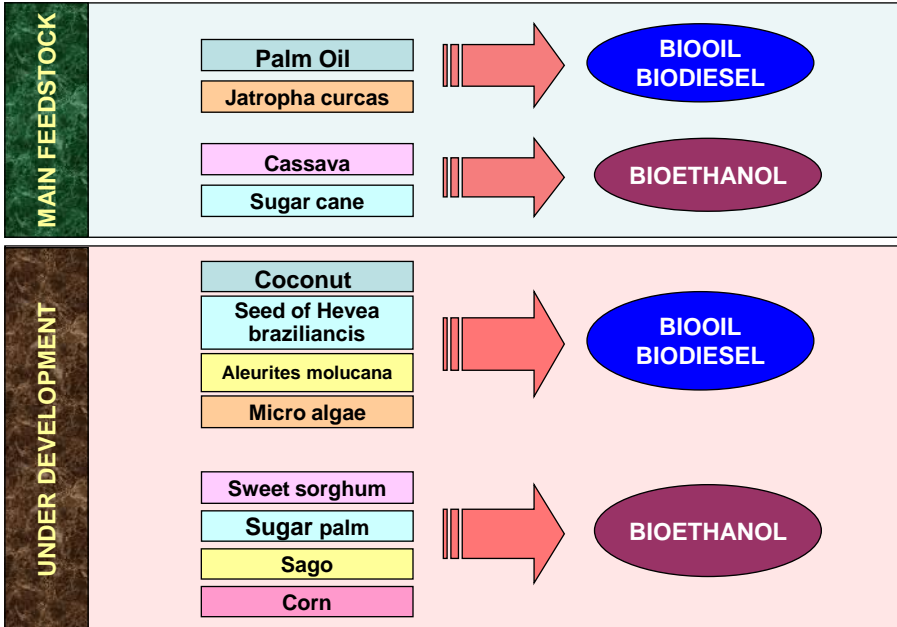 MAIN FEEDSTOCK
Palm Oil
Jatropha curcas
BIOOIL
BIODIESEL
Cassava
Sugar cane
BIOETHANOL
UNDER DEVELOPMENT
Coconut
Seed of Hevea
braziliancis
Aleurites molucana
Micro algae
BIOOIL
BIODIESEL
Sweet sorghum
Sugar palm
Sago
Corn
BIOETHANOL